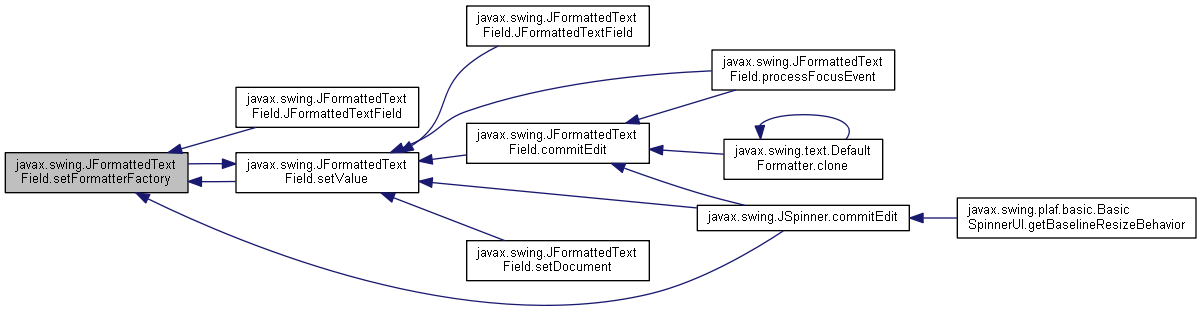 javax.swing.JFormattedText
Field.setFormatterFactory
javax.swing.JFormattedText
Field.JFormattedTextField
javax.swing.JFormattedText
Field.setValue
javax.swing.JFormattedText
Field.JFormattedTextField
javax.swing.JFormattedText
Field.commitEdit
javax.swing.JFormattedText
Field.setDocument
javax.swing.JFormattedText
Field.processFocusEvent
javax.swing.text.Default
Formatter.clone
javax.swing.JSpinner.commitEdit
javax.swing.plaf.basic.Basic
SpinnerUI.getBaselineResizeBehavior